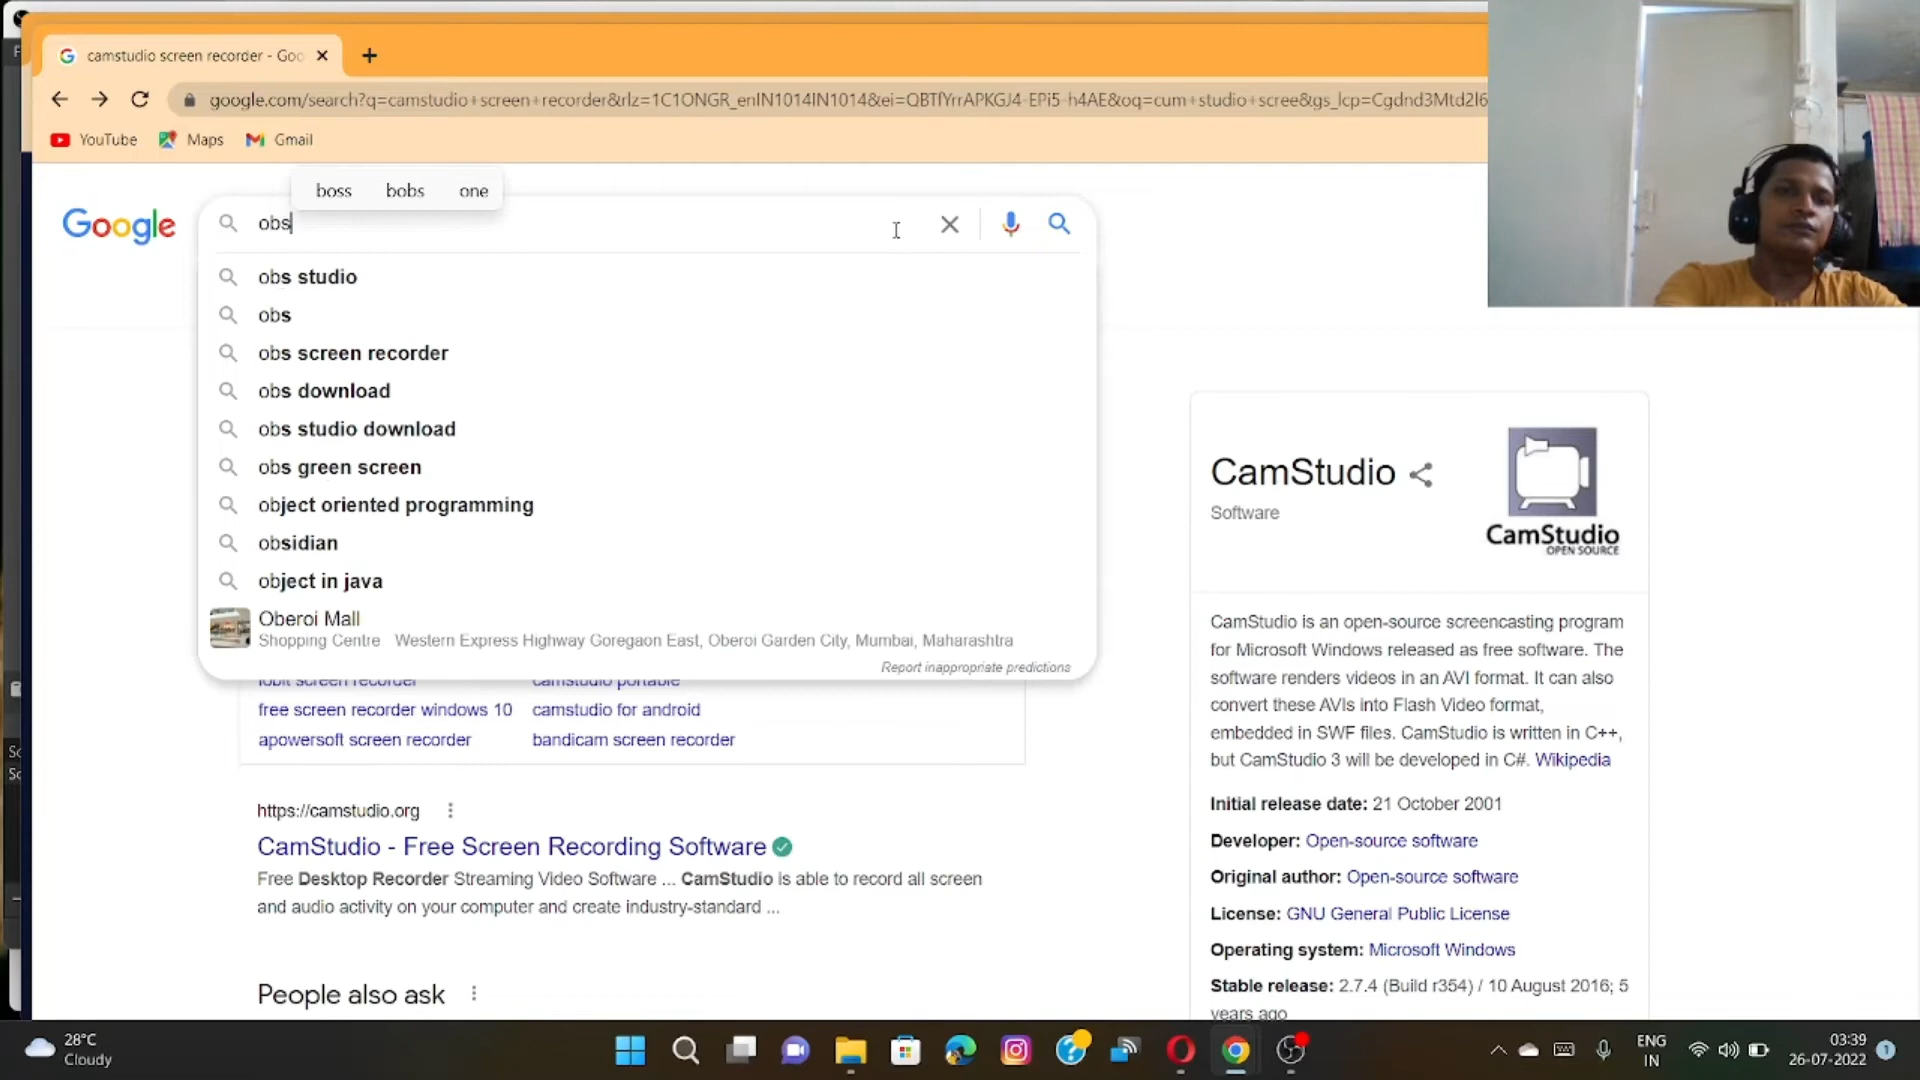 camstudio screen recorder - Goo
google.com/search?q=camstudio+screen+recorder&rlz=1C1ONGR_enIN1014IN1014&ei=QBTfYrrAPKGJ4-EPi5-h4AE&oq=cum+studio+scree&gs_lcp=Cgdnd3Mtd2l6
YouTube Maps Gmail
boss bobs one
Google
obs
obs studio
obs
obs screen recorder
obs download
obs studio download
obs green screen
object oriented programming
obsidian
object in java
Oberoi Mall
Shopping Centre Western Express Highway Goregaon East, Oberoi Garden City, Mumbai, Maharashtra
Report inappropriate predictions
iobit screen recorder camstudio portable
free screen recorder windows 10 camstudio for android
apowersoft screen recorder bandicam screen recorder
https://camstudio.org
CamStudio - Free Screen Recording Software
Free Desktop Recorder Streaming Video Software ... CamStudio is able to record all screen
and audio activity on your computer and create industry-standard ...
People also ask
CamStudio
Software
CamStudio
OPEN SOURCE
CamStudio is an open-source screencasting program
for Microsoft Windows released as free software. The
software renders videos in an AVI format. It can also
convert these AVIs into Flash Video format,
embedded in SWF files. CamStudio is written in C++,
but CamStudio 3 will be developed in C#. Wikipedia
Initial release date: 21 October 2001
Developer: Open-source software
Original author: Open-source software
License: GNU General Public License
Operating system: Microsoft Windows
Stable release: 2.7.4 (Build r354) / 10 August 2016; 5
years ago
28°C
Cloudy
ENG
IN
03:39
26-07-2022
1